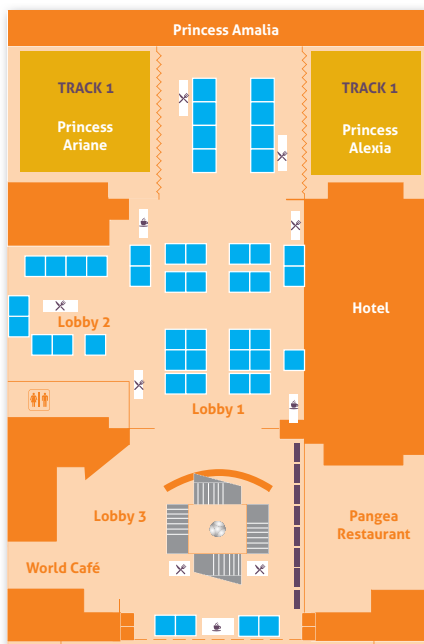 Princess Amalia
TRACK 1
Princess
Ariane
TRACK 1
Princess
Alexia
Hotel
Lobby 2
Lobby 1
Lobby 3
Pangea
Restaurant
World Café